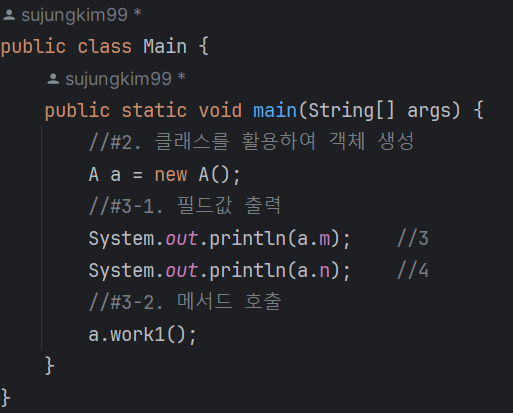 sujungkim99 *
public class Main {
sujungkim99 *
public static void main(String[] args) {
//#2. 클래스를 활용하여 객체 생성
A a = new A();
//#3-1. 필드값 출력
System.out.println(a.m);    //3
System.out.println(a.n);    //4
//#3-2. 메서드 호출
a.work1();
}
}